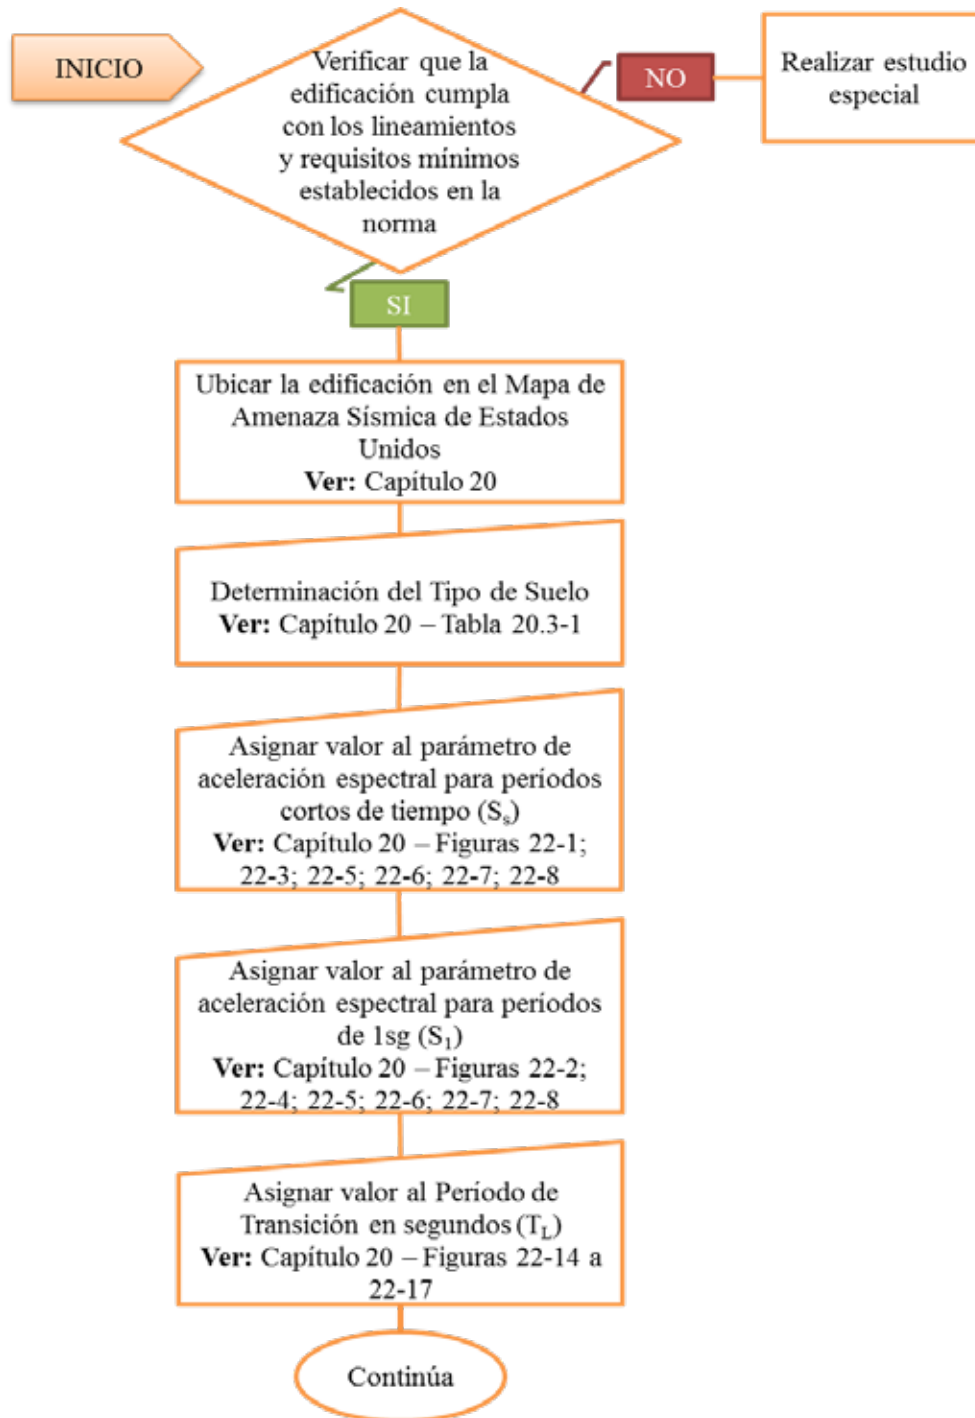 INICIO
Verificar que la
edificación cumpla
con los lineamientos
y requisitos mínimos
establecidos en la
norma
NO
Realizar estudio
especial
SI
Ubicar la edificación en el Mapa de
Amenaza Sísmica de Estados
Unidos
Ver: Capítulo 20
Determinación del Tipo de Suelo
Ver: Capítulo 20 – Tabla 20.3-1
Asignar valor al parámetro de
aceleración espectral para períodos
cortos de tiempo (Sₛ)
Ver: Capítulo 20 – Figuras 22-1;
22-3; 22-5; 22-6; 22-7; 22-8
Asignar valor al parámetro de
aceleración espectral para períodos
de 1sg (S₁)
Ver: Capítulo 20 – Figuras 22-2;
22-4; 22-5; 22-6; 22-7; 22-8
Asignar valor al Período de
Transición en segundos (T_L)
Ver: Capítulo 20 – Figuras 22-14 a
22-17
Continúa